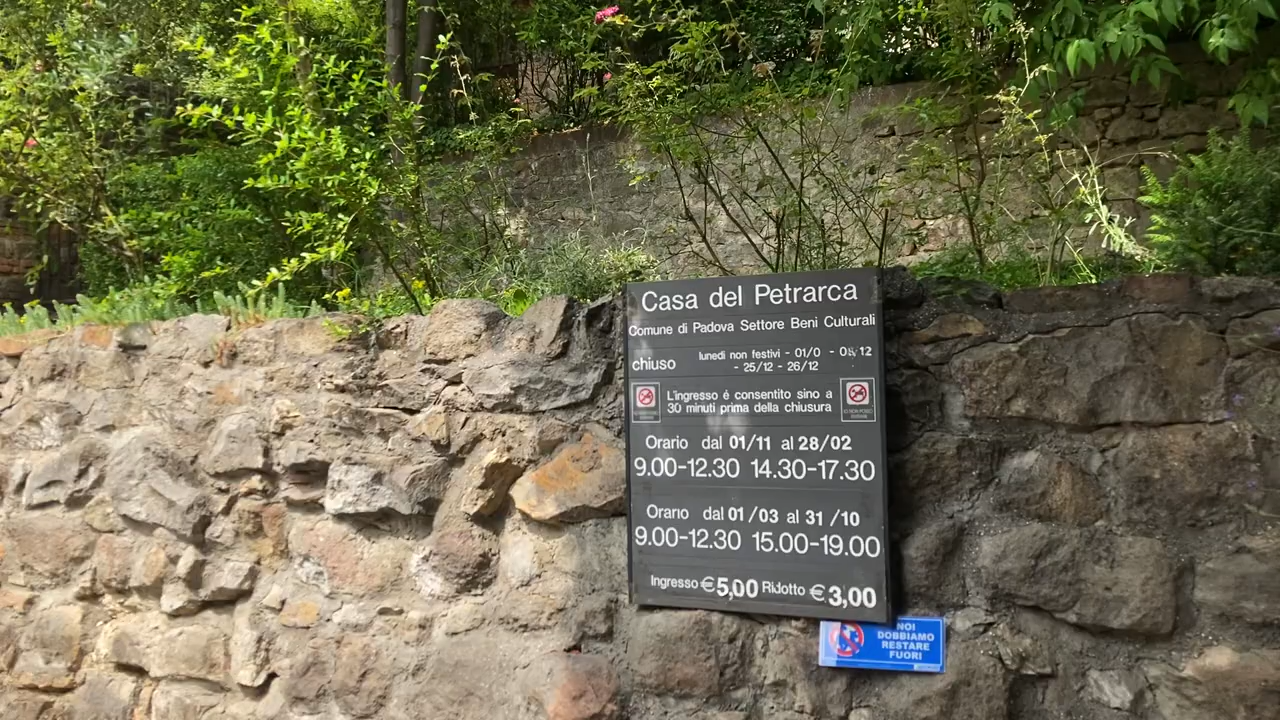 Casa del Petrarca
Comune di Padova Settore Beni Culturali
chiuso
lunedi non festivi - 01/0 - 12
- 25/12 - 26/12
L'ingresso é consentito sino a
30 minuti prima della chiusura
Orario dal 01/11 al 28/02
9.00-12.30 14.30-17.30
Orario dal 01/03 al 31/10
9.00-12.30 15.00-19.00
Ingresso €5,00 Ridotto €3,00
NOI
DOBBIAMO
RESTARE
FUORI